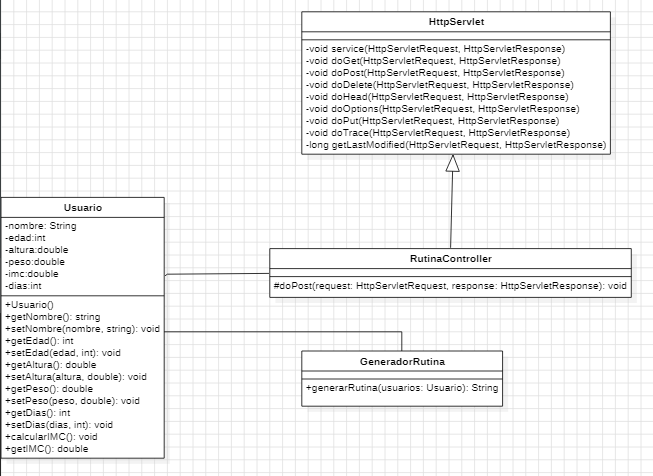 HttpServlet
-void service(HttpServletRequest, HttpServletResponse)
-void doGet(HttpServletRequest, HttpServletResponse)
-void doPost(HttpServletRequest, HttpServletResponse)
-void doDelete(HttpServletRequest, HttpServletResponse)
-void doHead(HttpServletRequest, HttpServletResponse)
-void doOptions(HttpServletRequest, HttpServletResponse)
-void doPut(HttpServletRequest, HttpServletResponse)
-void doTrace(HttpServletRequest, HttpServletResponse)
-long getLastModified(HttpServletRequest, HttpServletResponse)
Usuario
-nombre: String
-edad:int
-altura:double
-peso:double
-imc:double
-dias:int
+Usuario()
+getNombre(): string
+setNombre(nombre, string): void
+getEdad(): int
+setEdad(edad, int): void
+getAltura(): double
+setAltura(altura, double): void
+getPeso(): double
+setPeso(peso, double): void
+getDias(): int
+setDias(dias, int): void
+calcularIMC(): void
+getIMC(): double
RutinaController
#doPost(request: HttpServletRequest, response: HttpServletResponse): void
GeneradorRutina
+generarRutina(usuarios: Usuario): String